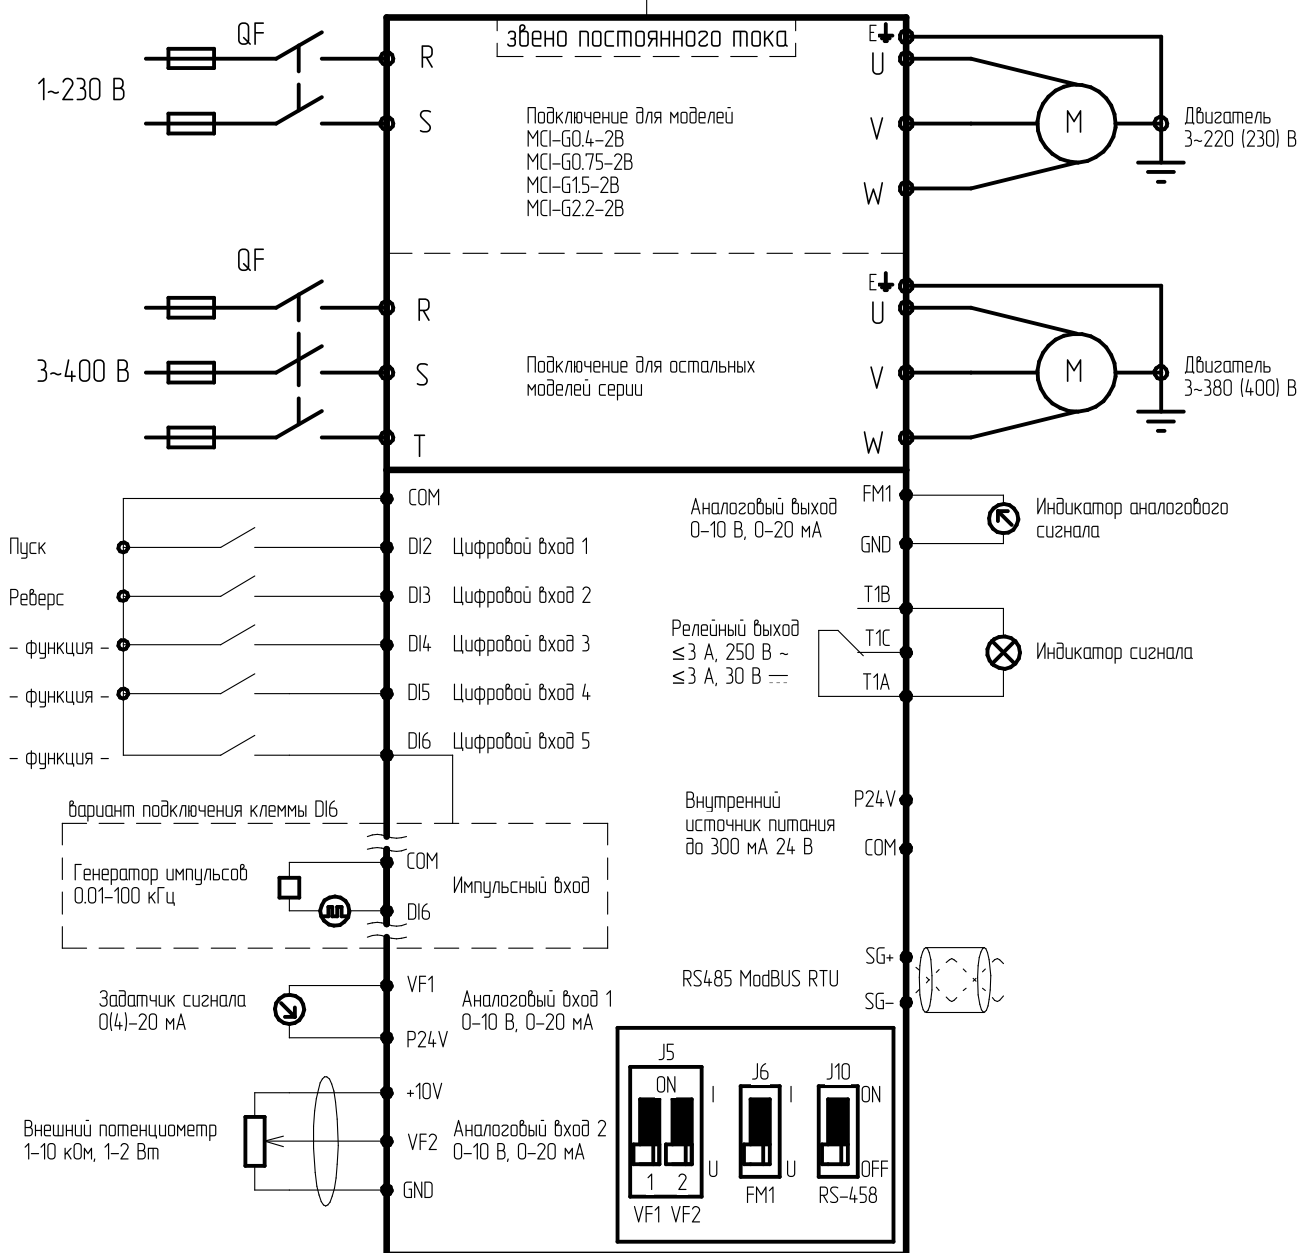 звено постоянного тока
QF
1~230 В
R
S
Подключение для моделей
MCI-G0.4-2B
MCI-G0.75-2B
MCI-G1.5-2B
MCI-G2.2-2B
E
U
V
W
M
Двигатель
3~220 (230) В
QF
3~400 В
R
S
T
Подключение для остальных
моделей серии
E
U
V
W
M
Двигатель
3~380 (400) В
COM
Пуск
DI2 Цифровой вход 1
Реверс
DI3 Цифровой вход 2
- функция -
DI4 Цифровой вход 3
- функция -
DI5 Цифровой вход 4
- функция -
DI6 Цифровой вход 5
Аналоговый выход
0-10 В, 0-20 мА
FM1
GND
Индикатор аналогового
сигнала
Релейный выход
≤3 А, 250 В ~
≤3 А, 30 В ⎓
T1B
T1C
T1A
Индикатор сигнала
вариант подключения клеммы DI6
Генератор импульсов
0.01-100 кГц
COM
Импульсный вход
DI6
Внутренний
источник питания
до 300 мА 24 В
P24V
COM
RS485 ModBUS RTU
SG+
SG-
Задатчик сигнала
0(4)-20 мА
VF1
P24V
Аналоговый вход 1
0-10 В, 0-20 мА
Внешний потенциометр
1-10 кОм, 1-2 Вт
+10V
VF2
GND
Аналоговый вход 2
0-10 В, 0-20 мА
J5
ON
I
U
1 2
VF1 VF2
J6
I
U
FM1
J10
ON
OFF
RS-458